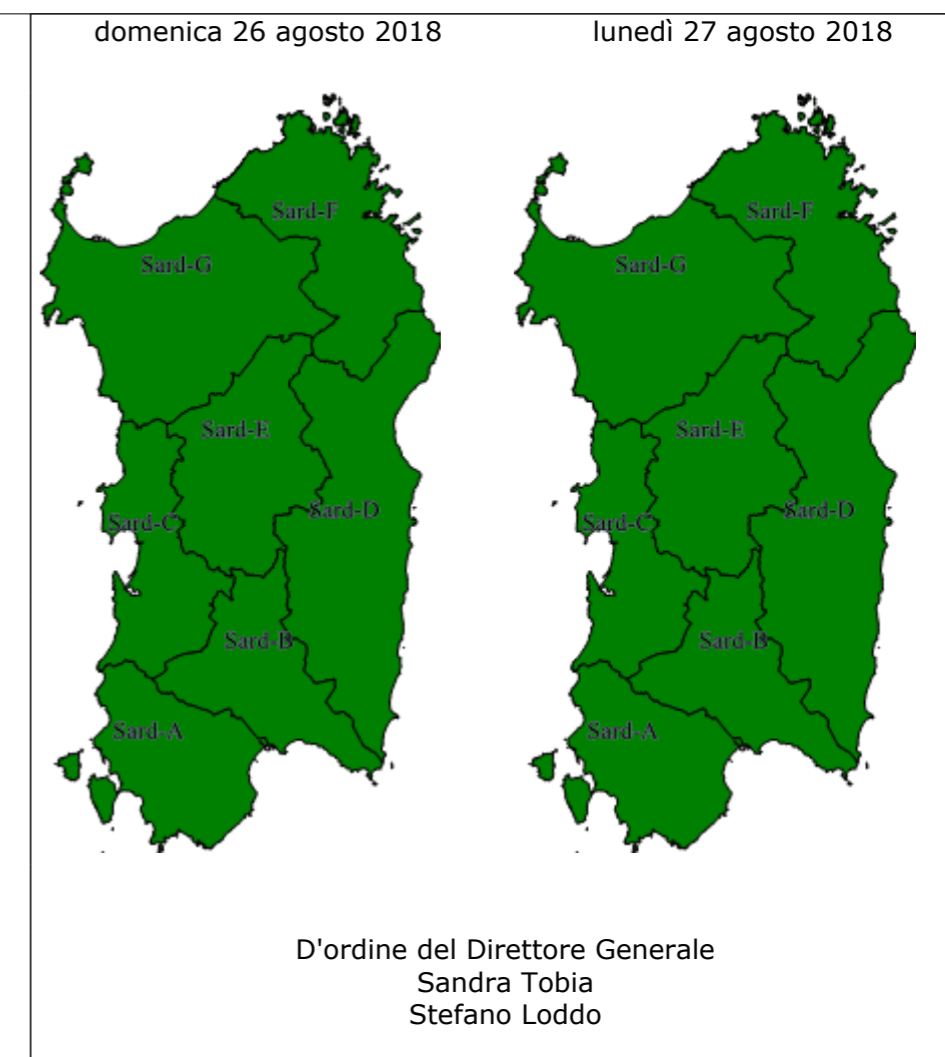 domenica 26 agosto 2018
lunedì 27 agosto 2018
Sard-F
Sard-G
Sard-E
Sard-D
Sard-C
Sard-B
Sard-A
Sard-F
Sard-G
Sard-E
Sard-D
Sard-C
Sard-B
Sard-A
D'ordine del Direttore Generale
Sandra Tobia
Stefano Loddo